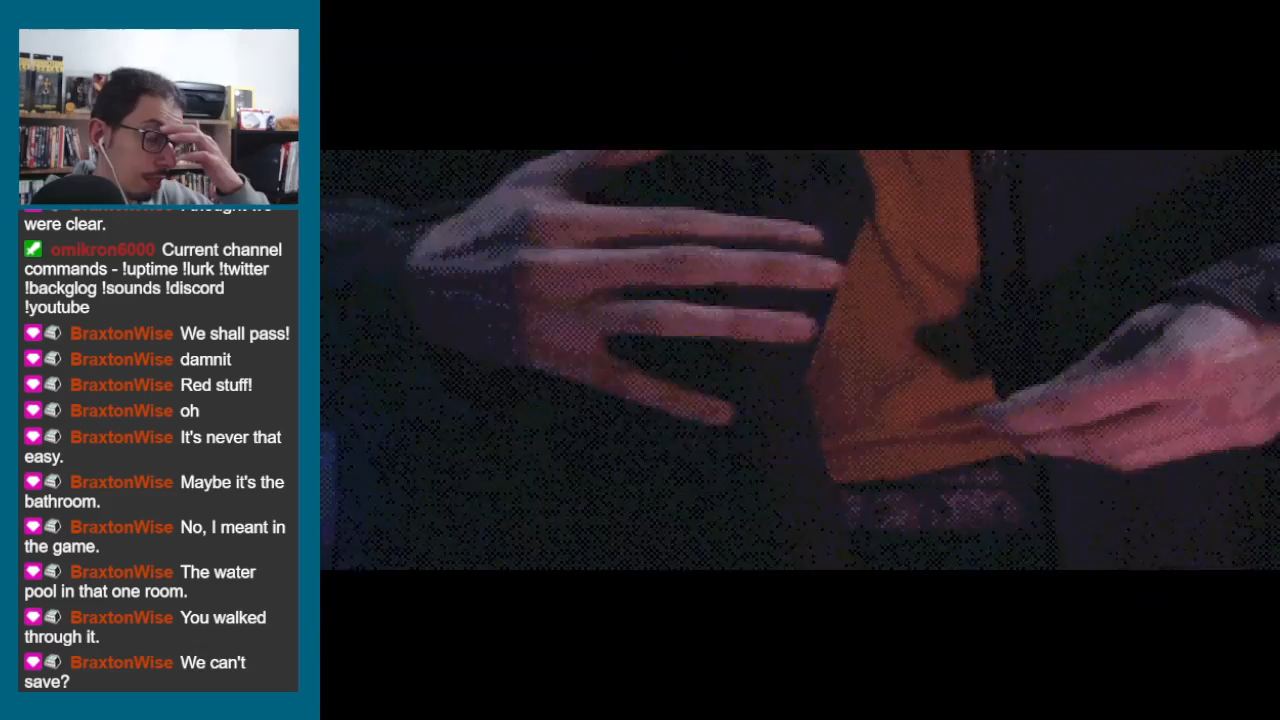 were clear.
omikron6000 Current channel
commands - !uptime !lurk !twitter
!backglog !sounds !discord
!youtube
BraxtonWise We shall pass!
BraxtonWise damnit
BraxtonWise Red stuff!
BraxtonWise oh
BraxtonWise It's never that
easy.
BraxtonWise Maybe it's the
bathroom.
BraxtonWise No, I meant in
the game.
BraxtonWise The water
pool in that one room.
BraxtonWise You walked
through it.
BraxtonWise We can't
save?